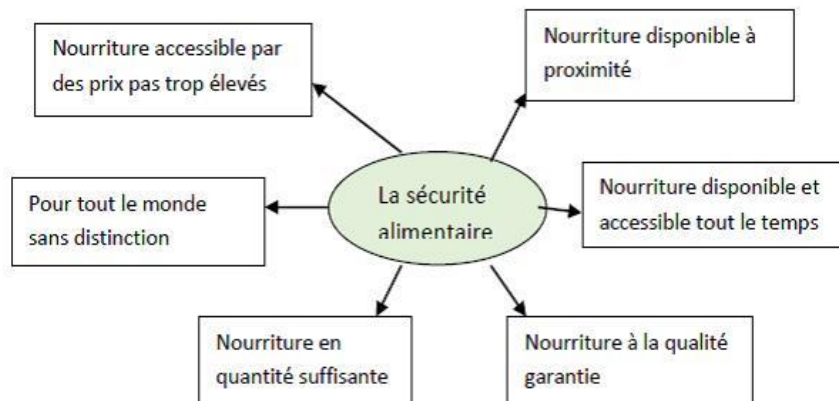 Nourriture accessible par
des prix pas trop élevés
Nourriture disponible à
proximité
Pour tout le monde
sans distinction
La sécurité
alimentaire
Nourriture disponible et
accessible tout le temps
Nourriture en
quantité suffisante
Nourriture à la qualité
garantie